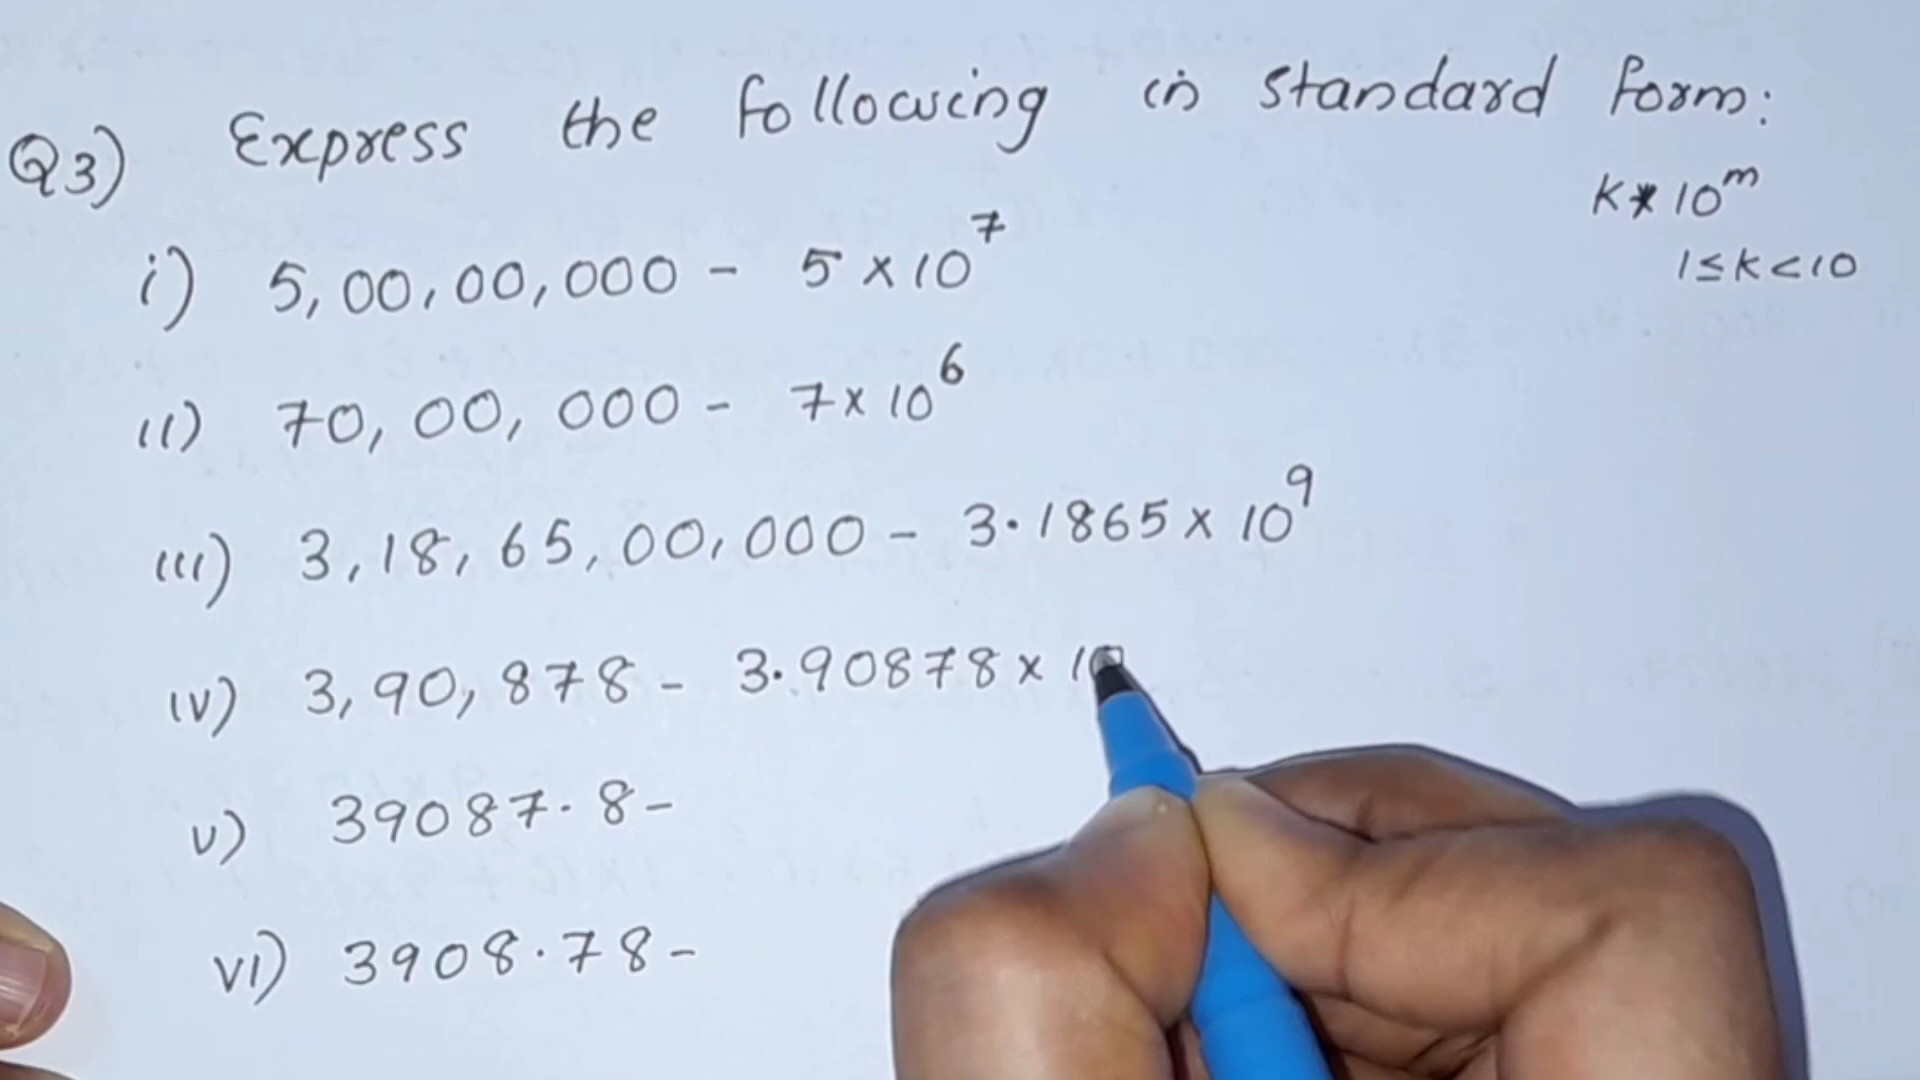 Q3) Express the following in standard form:
k × 10^m
1 ≤ k < 10
i) 5,00,00,000 - 5 × 10^7
ii) 70,00,000 - 7 × 10^6
iii) 3,18,65,00,000 - 3.1865 × 10^9
iv) 3,90,878 - 3.90878 × 10
v) 39087.8 -
vi) 3908.78 -